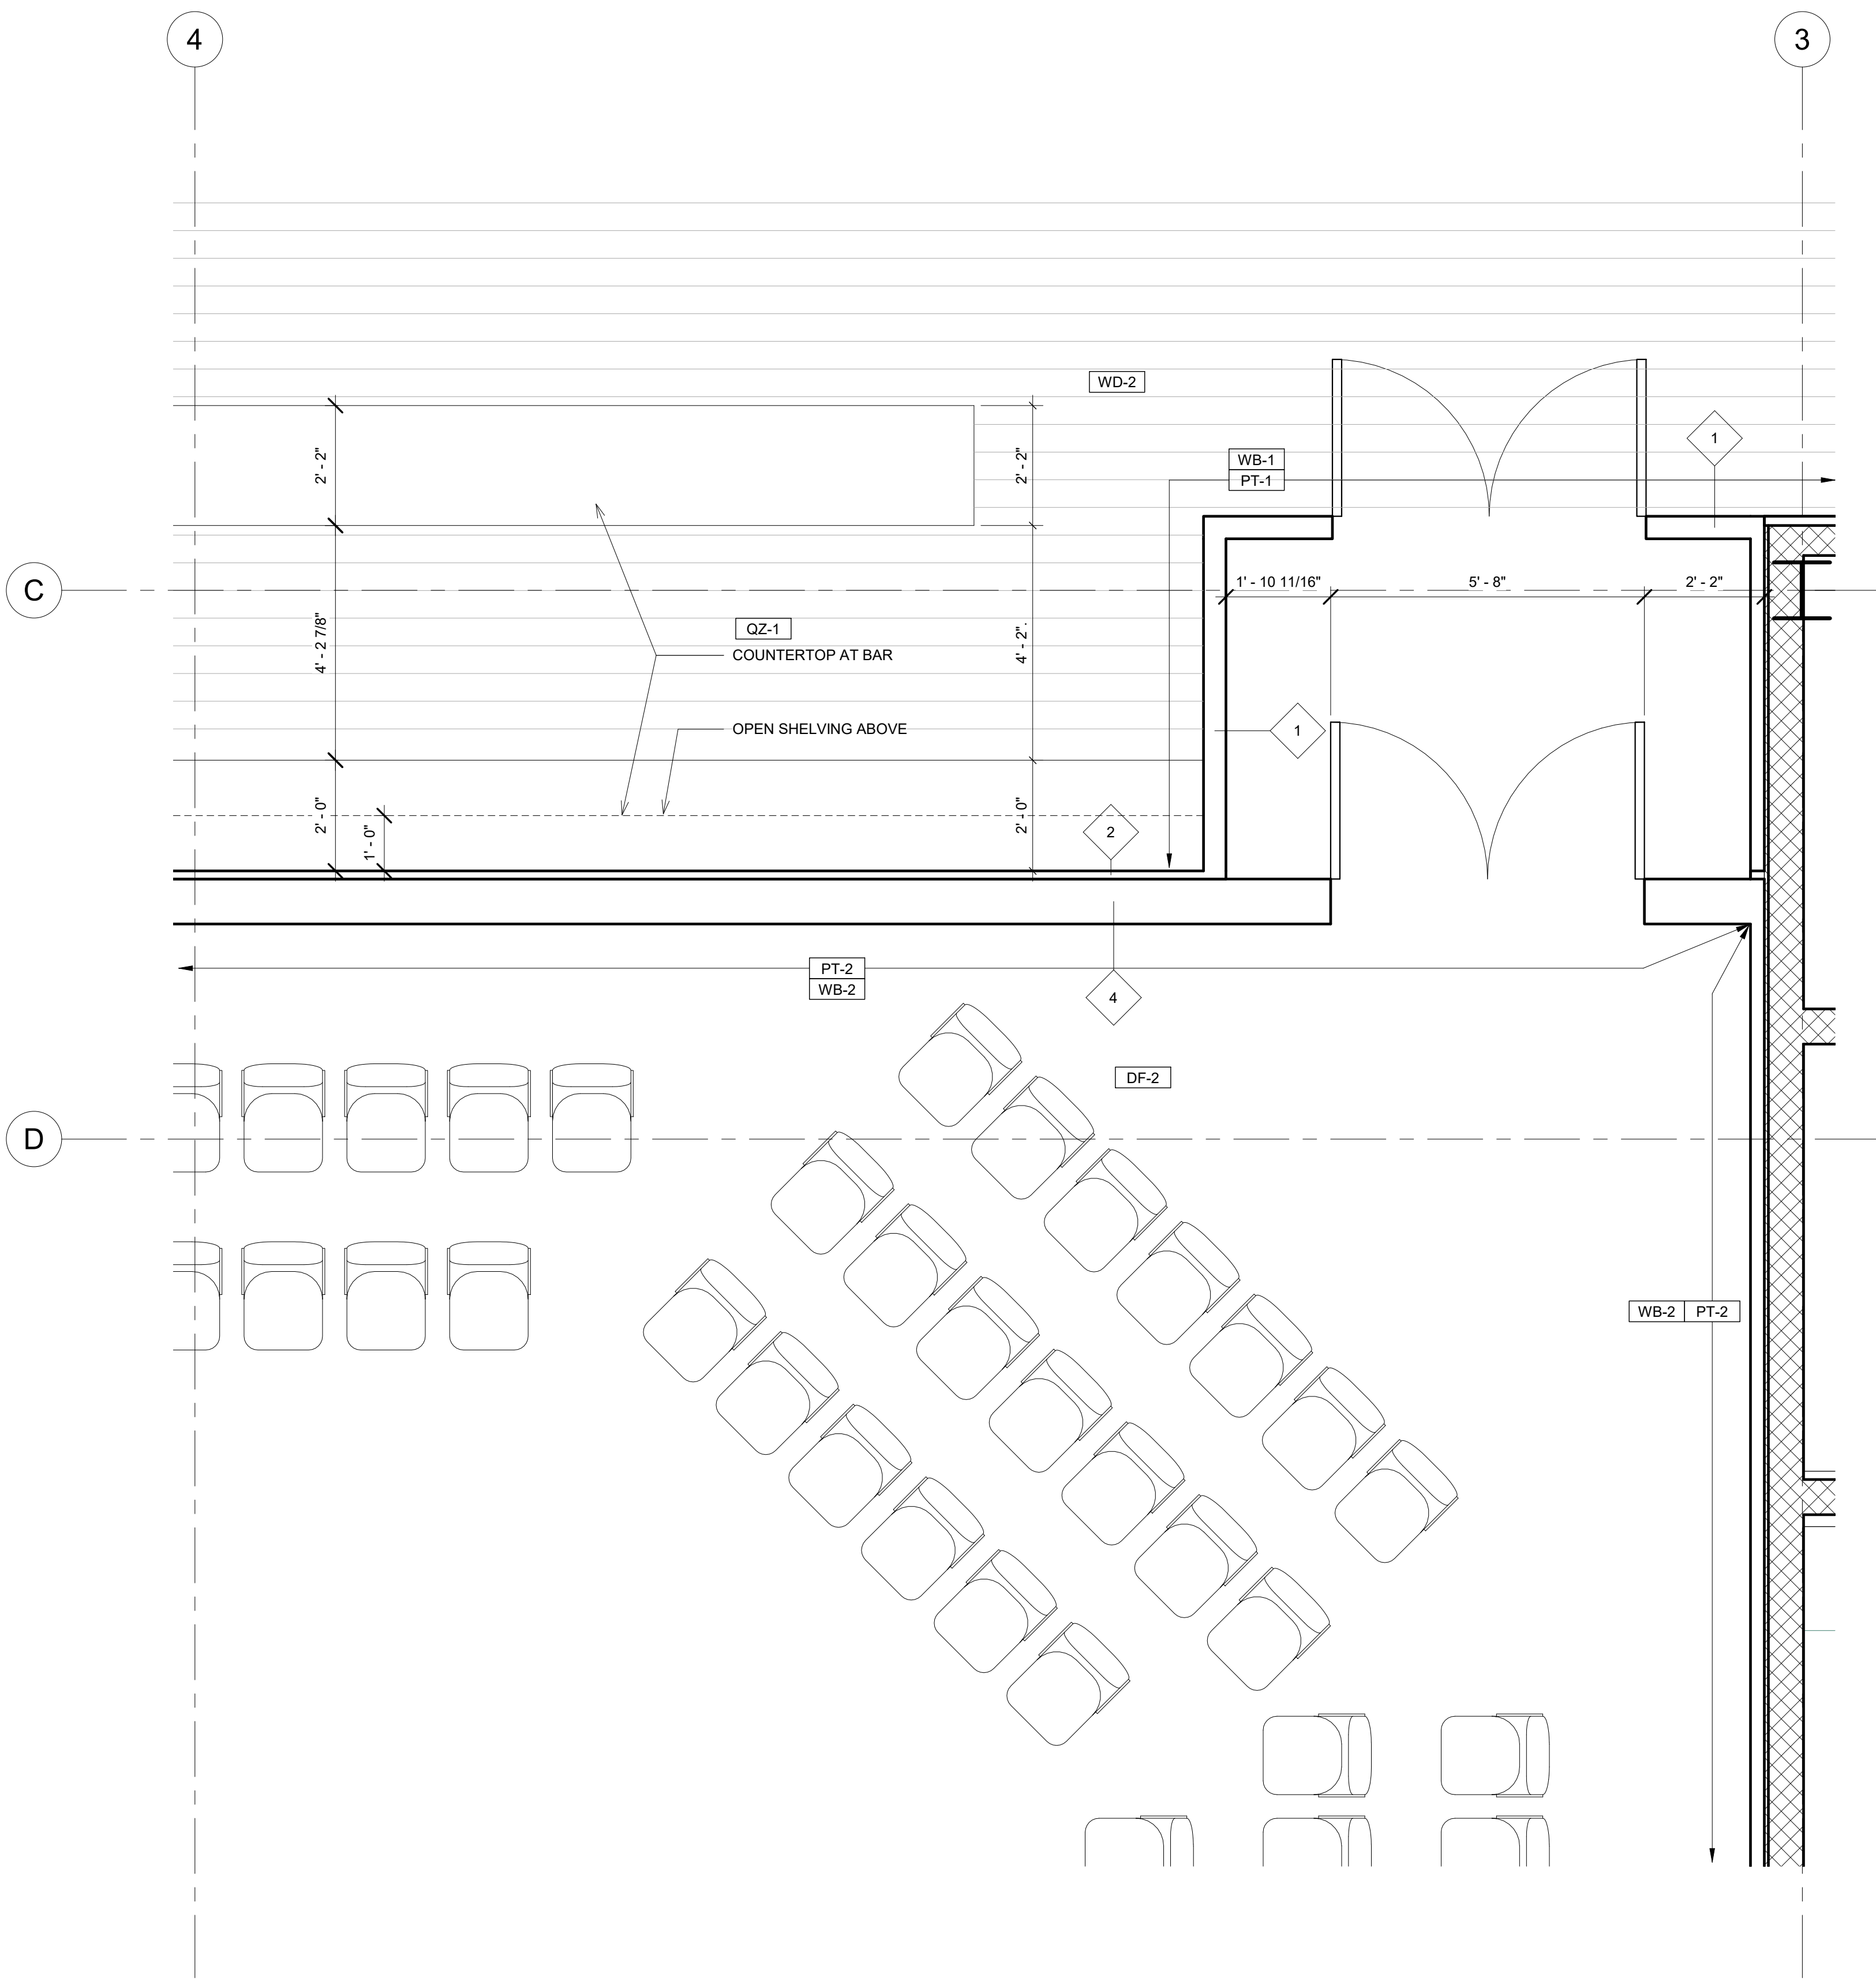 4
3
WD-2
1
2' - 2"
2' - 2"
WB-1
PT-1
C
1' - 10 11/16"
5' - 8"
2' - 2"
QZ-1
COUNTERTOP AT BAR
4' - 2 7/8"
4' - 2".
OPEN SHELVING ABOVE
1
2' - 0"
1' - 0"
2' - 0"
2
PT-2
WB-2
4
DF-2
D
WB-2
PT-2